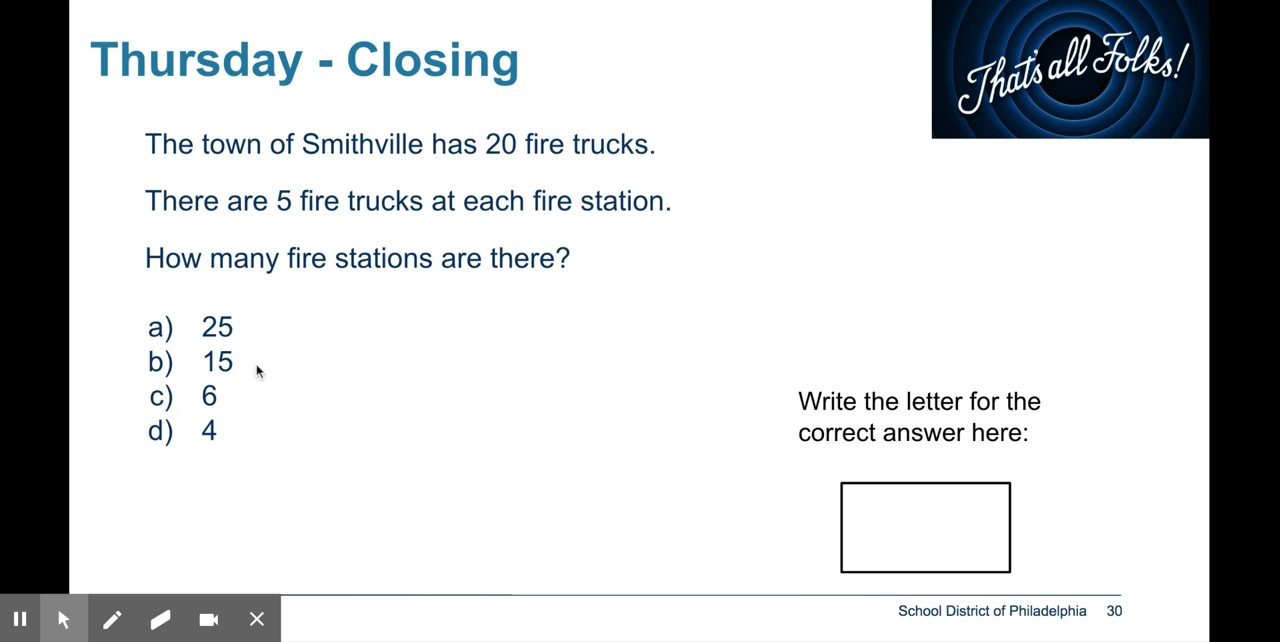 Thursday - Closing
That's all Folks!
The town of Smithville has 20 fire trucks.
There are 5 fire trucks at each fire station.
How many fire stations are there?
a) 25
b) 15
c) 6
d) 4
Write the letter for the
correct answer here:
School District of Philadelphia 30